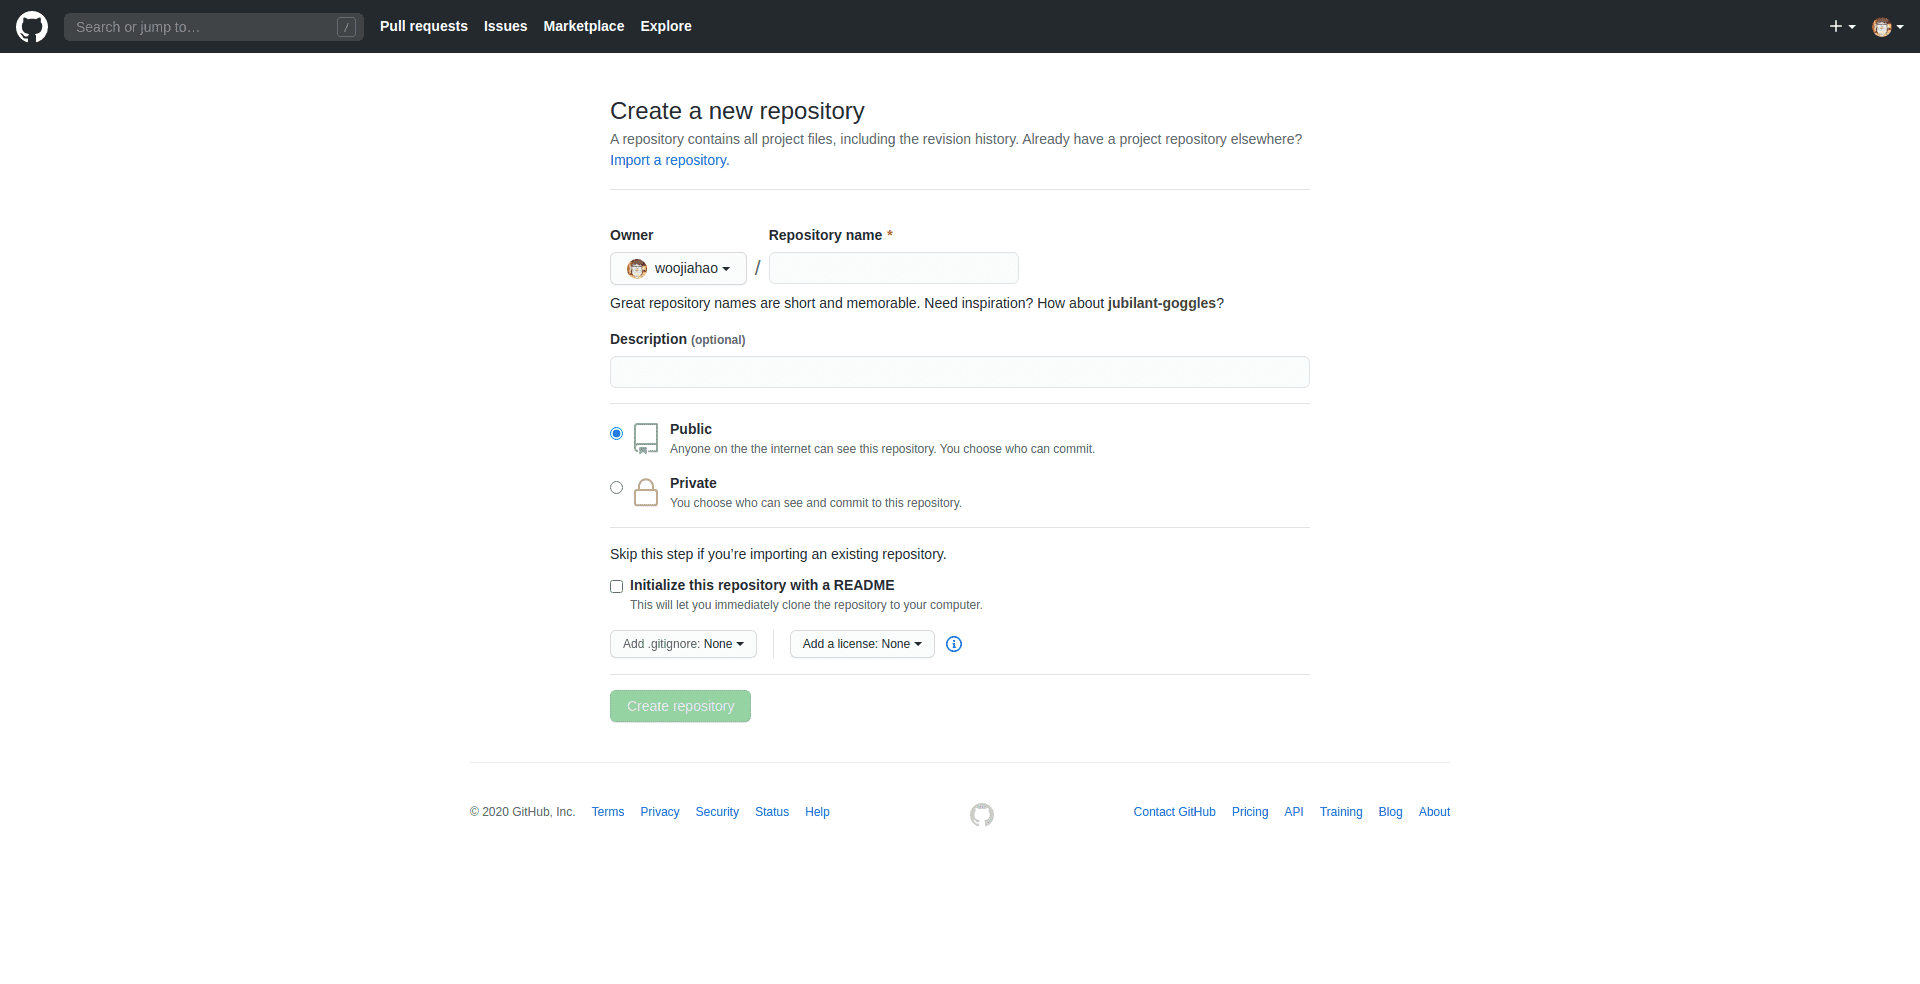 Search or jump to… /
Pull requests Issues Marketplace Explore
Create a new repository
A repository contains all project files, including the revision history. Already have a project repository elsewhere?
Import a repository.
Owner Repository name *
woojiahao /
Great repository names are short and memorable. Need inspiration? How about jubilant-goggles?
Description (optional)
Public
Anyone on the the internet can see this repository. You choose who can commit.
Private
You choose who can see and commit to this repository.
Skip this step if you’re importing an existing repository.
Initialize this repository with a README
This will let you immediately clone the repository to your computer.
Add .gitignore: None Add a license: None
Create repository
© 2020 GitHub, Inc. Terms Privacy Security Status Help Contact GitHub Pricing API Training Blog About